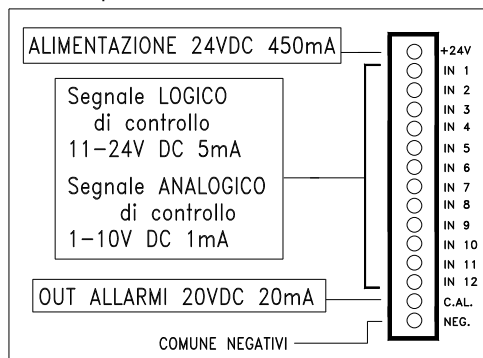 ALIMENTAZIONE 24VDC 450mA
Segnale LOGICO
di controllo
11-24V DC 5mA
Segnale ANALOGICO
di controllo
1-10V DC 1mA
OUT ALLARMI 20VDC 20mA
COMUNE NEGATIVI
+24V
IN 1
IN 2
IN 3
IN 4
IN 5
IN 6
IN 7
IN 8
IN 9
IN 10
IN 11
IN 12
C.AL.
NEG.